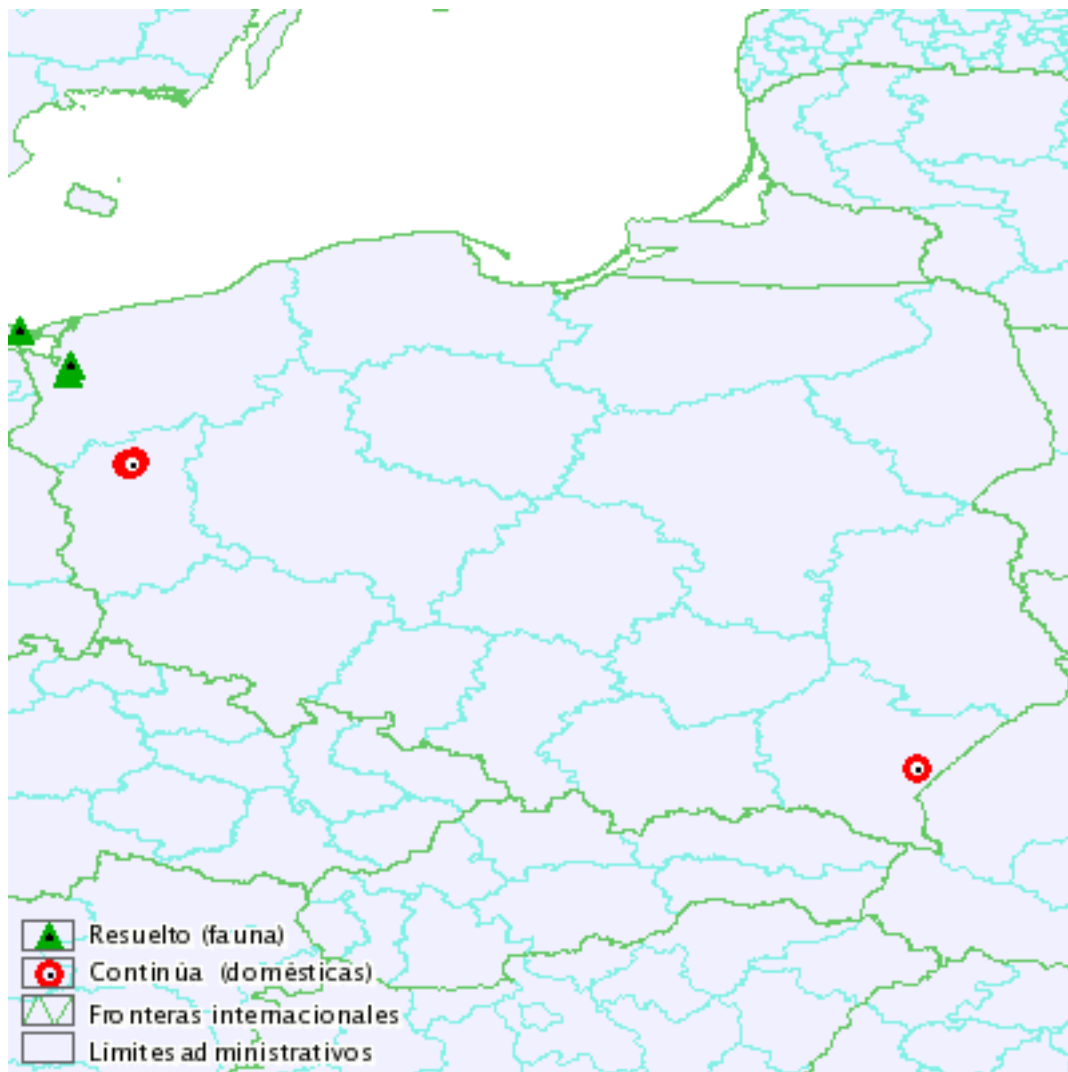 Resuelto (fauna)
Continúa (domésticas)
Fronteras internacionales
Límites administrativos